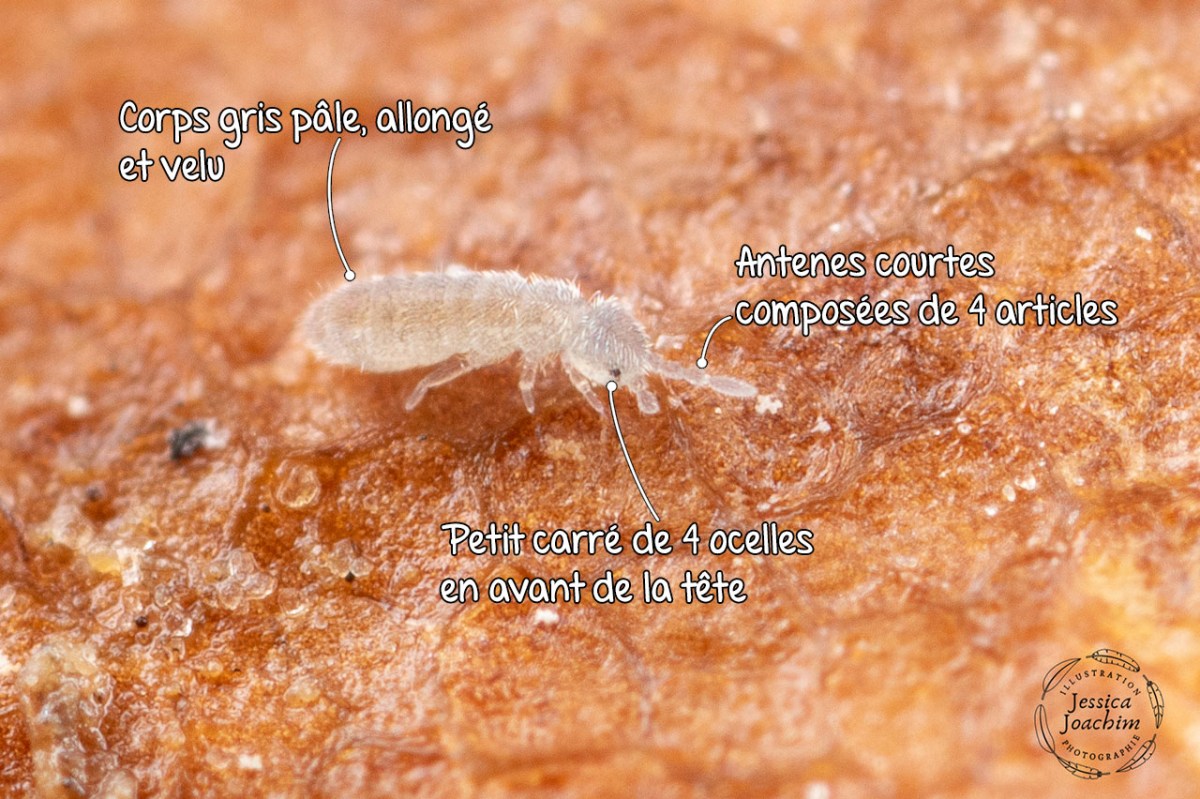 Corps gris pâle, allongé
et velu
Antenes courtes
composées de 4 articles
Petit carré de 4 ocelles
en avant de la tête
ILLUSTRATION
Jessica
Joachim
PHOTOGRAPHIE